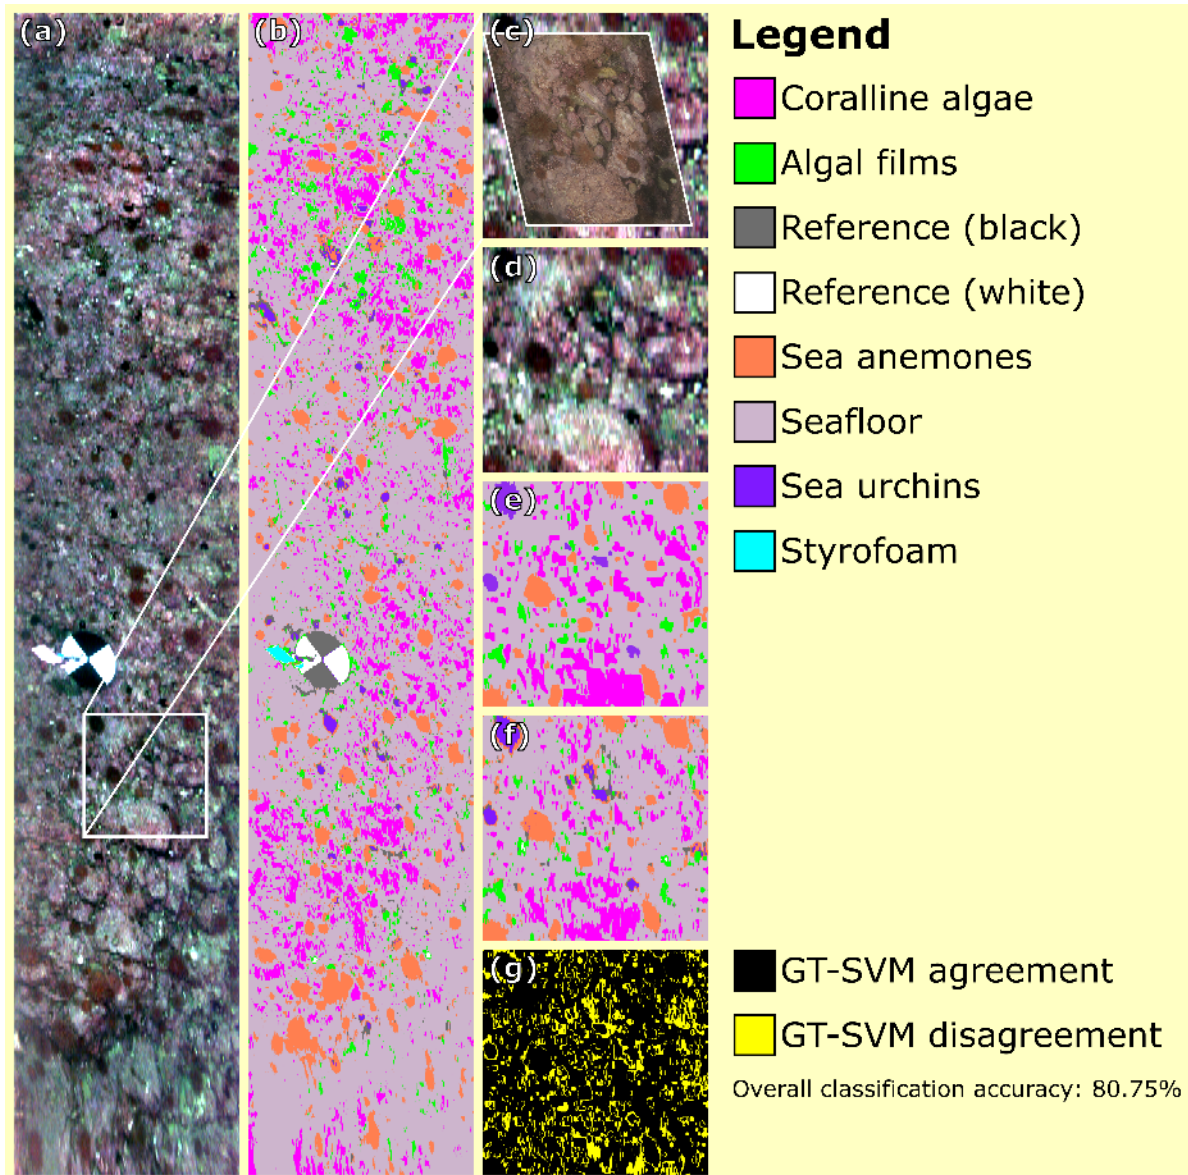 (a)
(b)
(c)
(d)
(e)
(f)
(g)
Legend
Coralline algae
Algal films
Reference (black)
Reference (white)
Sea anemones
Seafloor
Sea urchins
Styrofoam
GT-SVM agreement
GT-SVM disagreement
Overall classification accuracy: 80.75%